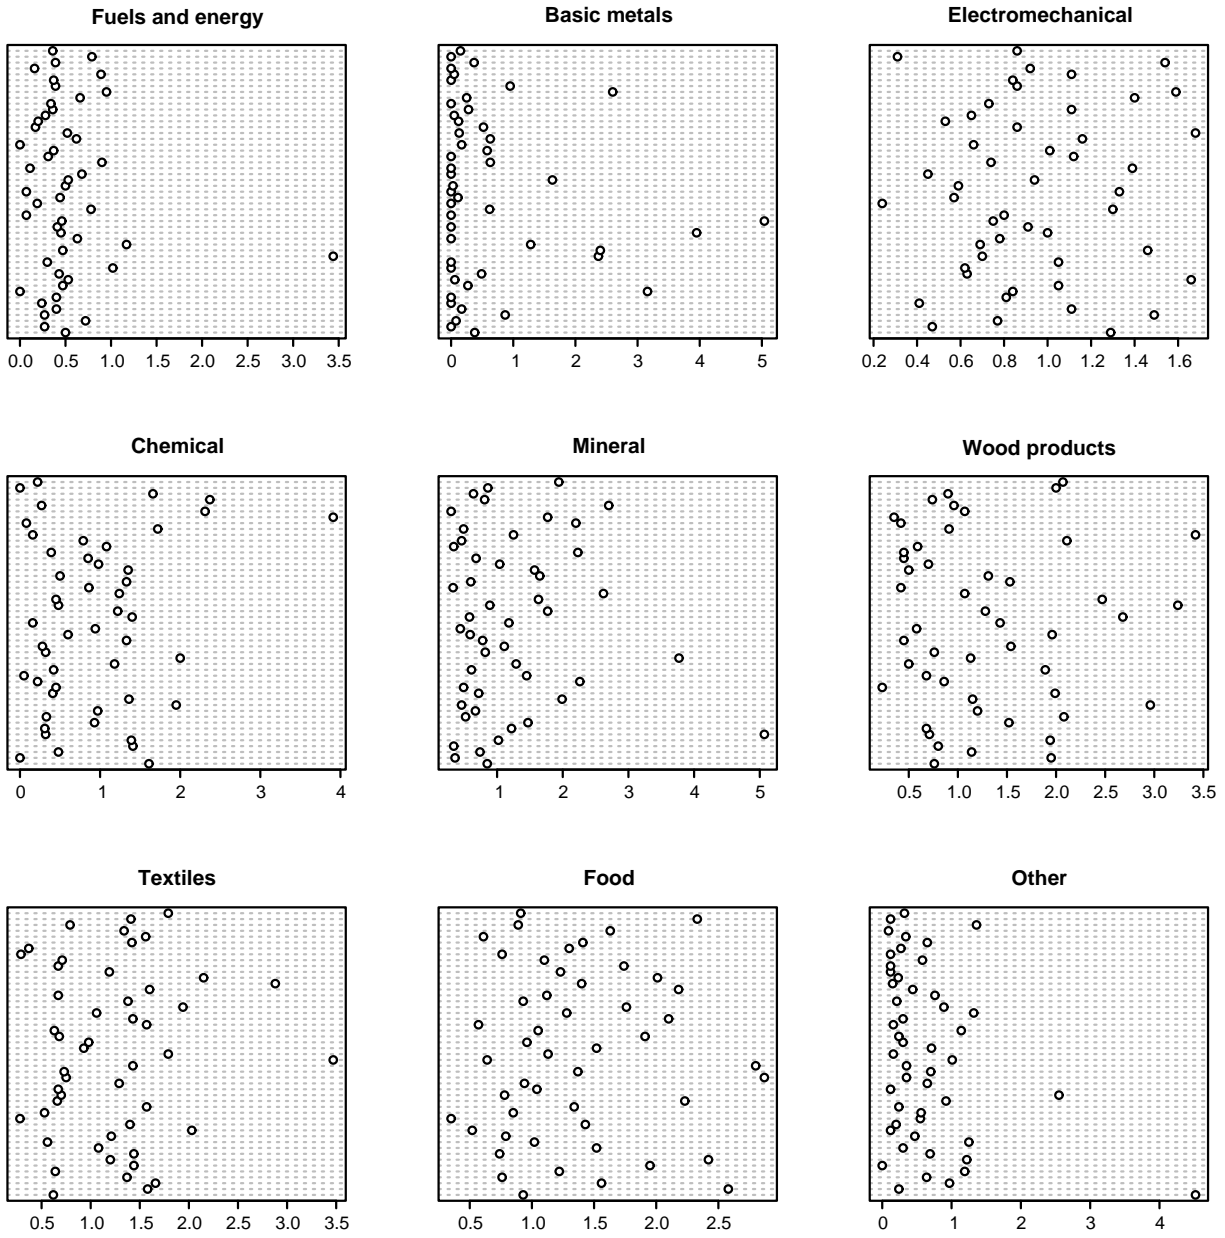 Fuels and energy
Basic metals
Electromechanical
0.0 0.5 1.0 1.5 2.0 2.5 3.0 3.5
0 1 2 3 4 5
0.2 0.4 0.6 0.8 1.0 1.2 1.4 1.6
Chemical
Mineral
Wood products
0 1 2 3 4
1 2 3 4 5
0.5 1.0 1.5 2.0 2.5 3.0 3.5
Textiles
Food
Other
0.5 1.0 1.5 2.0 2.5 3.0 3.5
0.5 1.0 1.5 2.0 2.5
0 1 2 3 4